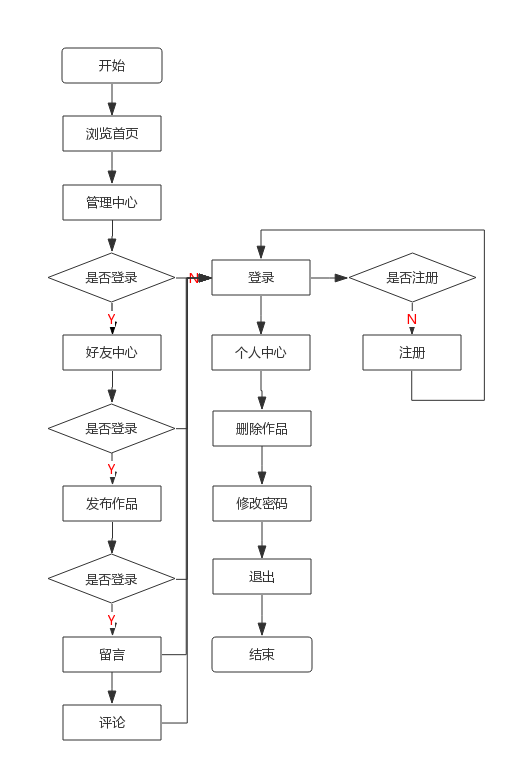 开始
浏览首页
管理中心
是否登录
N
登录
是否注册
Y
N
好友中心
个人中心
注册
是否登录
删除作品
Y
发布作品
修改密码
是否登录
退出
Y
留言
结束
评论